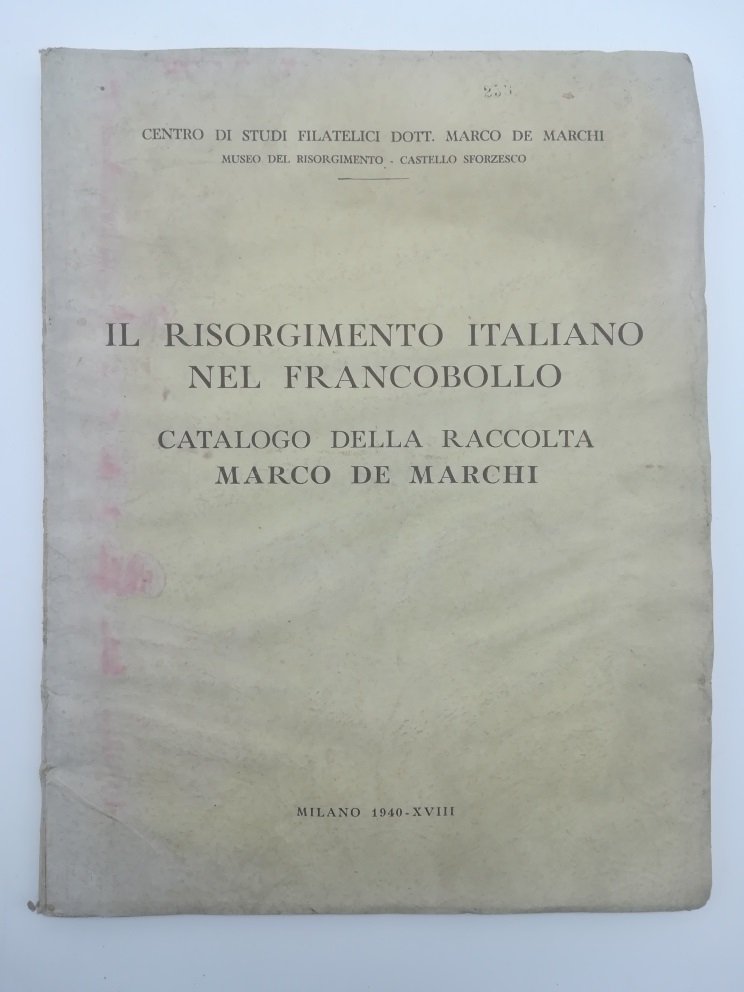 CENTRO DI STUDI FILATELICI DOTT. MARCO DE MARCHI
MUSEO DEL RISORGIMENTO - CASTELLO SFORZESCO
IL RISORGIMENTO ITALIANO
NEL FRANCOBOLLO
CATALOGO DELLA RACCOLTA
MARCO DE MARCHI
MILANO 1940-XVIII